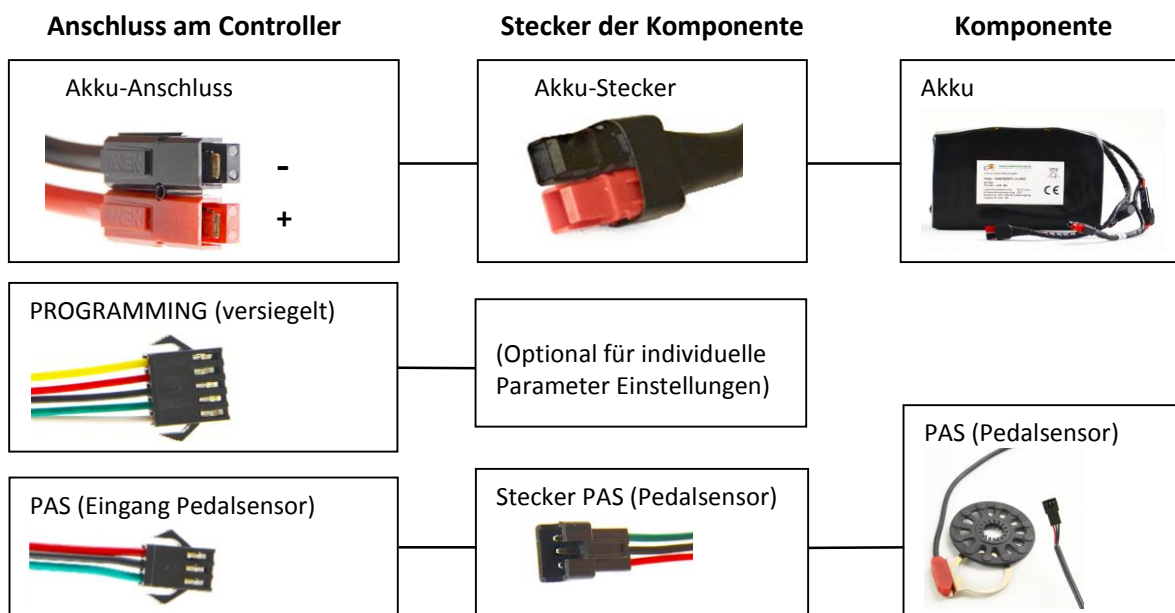 Anschluss am Controller
Stecker der Komponente
Komponente
Akku-Anschluss
-
+
Akku-Stecker
Akku
CE
PROGRAMMING (versiegelt)
(Optional für individuelle
Parameter Einstellungen)
PAS (Eingang Pedalsensor)
Stecker PAS (Pedalsensor)
PAS (Pedalsensor)